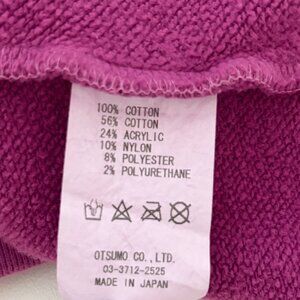 100% COTTON
56% COTTON
24% ACRYLIC
10% NYLON
8% POLYESTER
2% POLYURETHANE
OTSUMO CO.,LTD.
03-3712-2525
MADE IN JAPAN